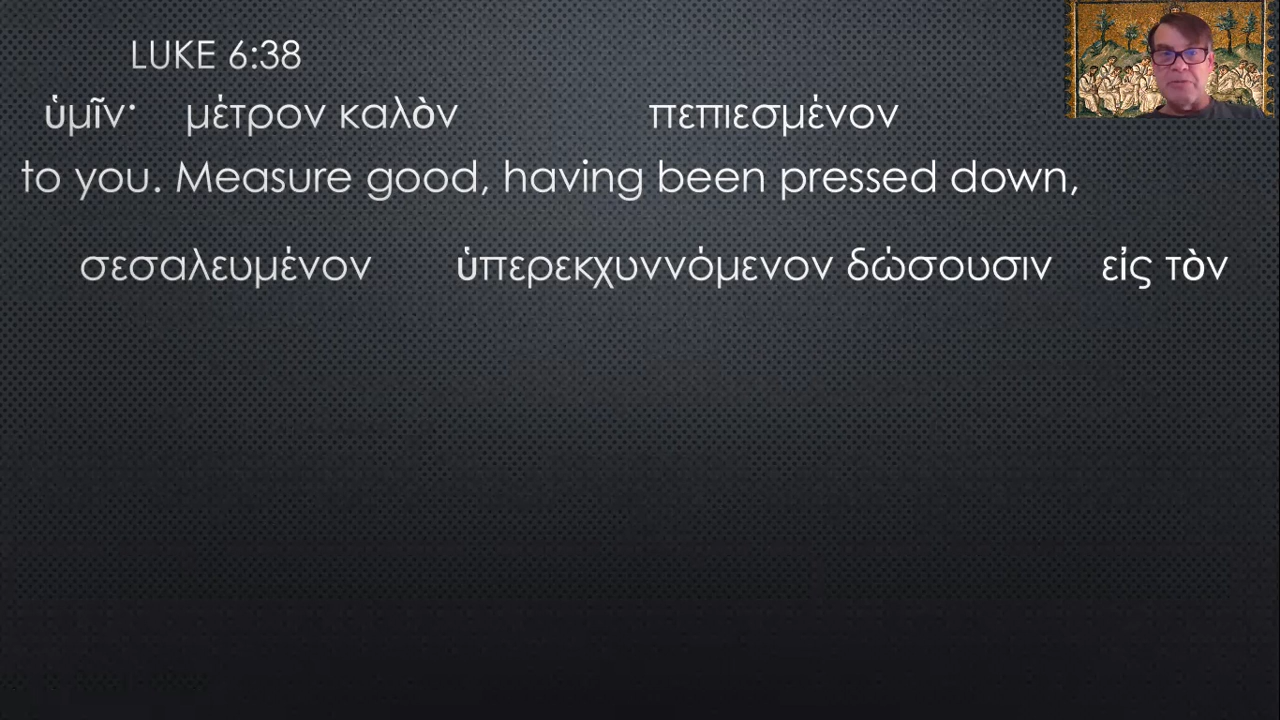 LUKE 6:38
ὑμῖν· μέτρον καλὸν πεπιεσμένον
to you. Measure good, having been pressed down,
σεσαλευμένον ὑπερεκχυννόμενον δώσουσιν εἰς τὸν